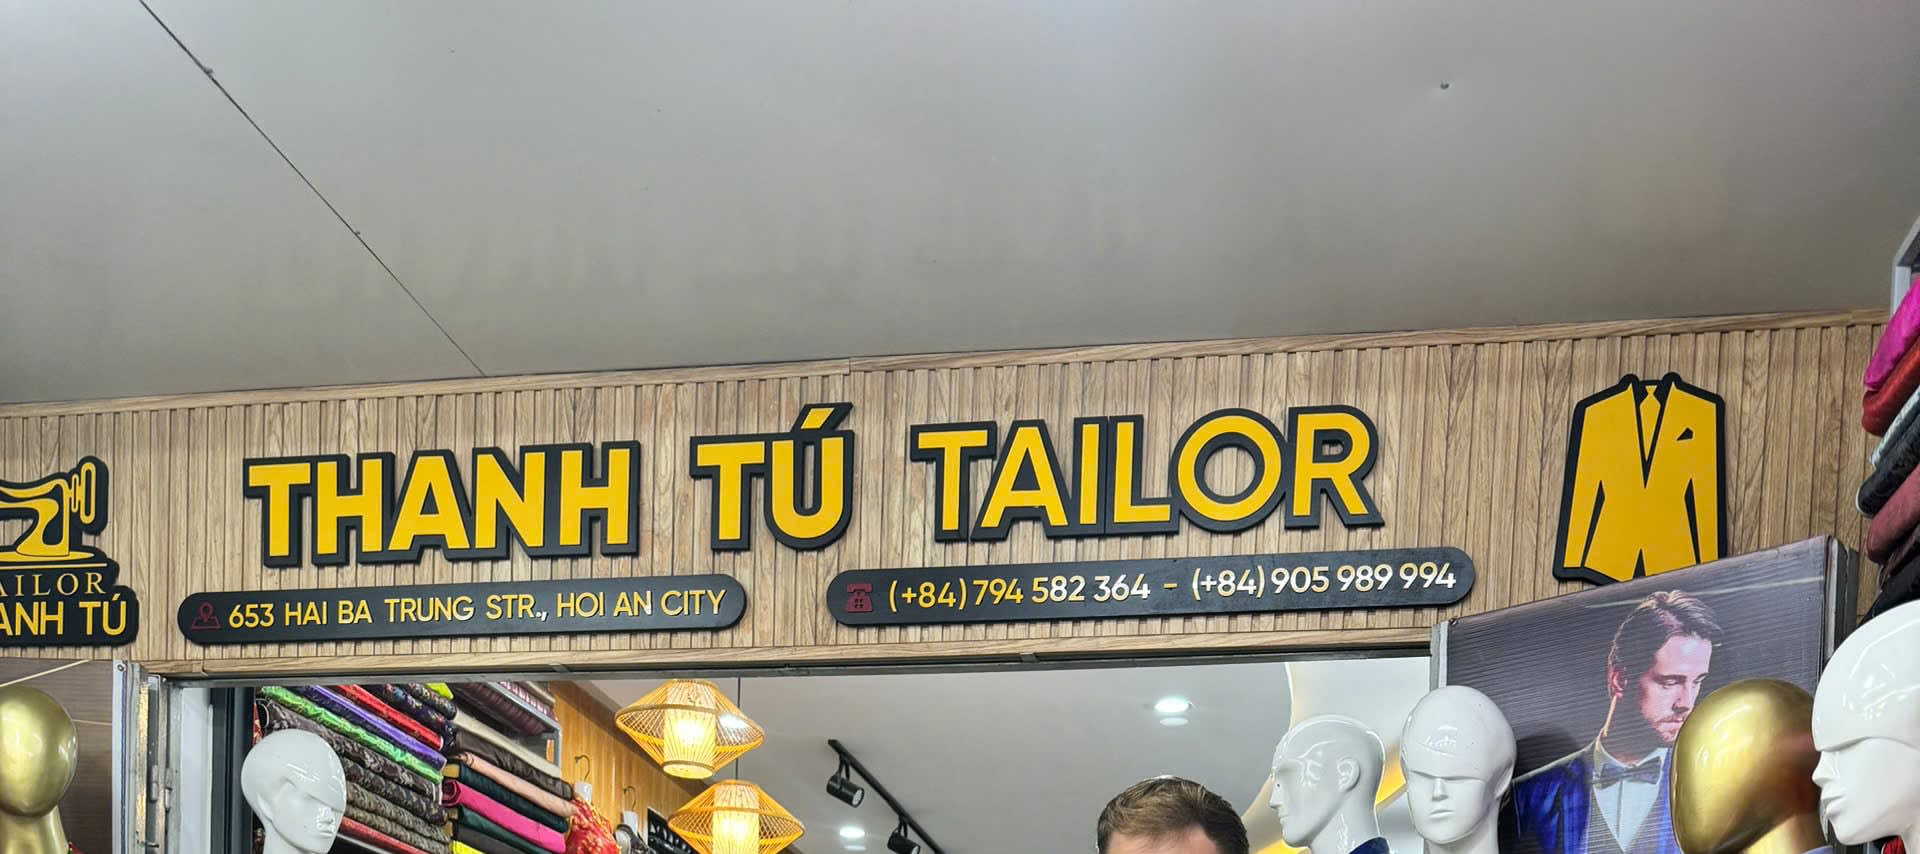 THANH TÚ TAILOR
653 HAI BA TRUNG STR., HOI AN CITY
(+84) 794 582 364 - (+84) 905 989 994
AILOR
ANH TÚ